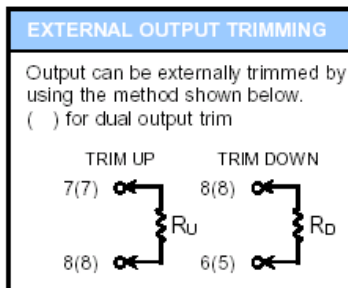 EXTERNAL OUTPUT TRIMMING
Output can be externally trimmed by
using the method shown below.
( ) for dual output trim
TRIM UP TRIM DOWN
7(7) 8(8)
RU RD
8(8) 6(5)